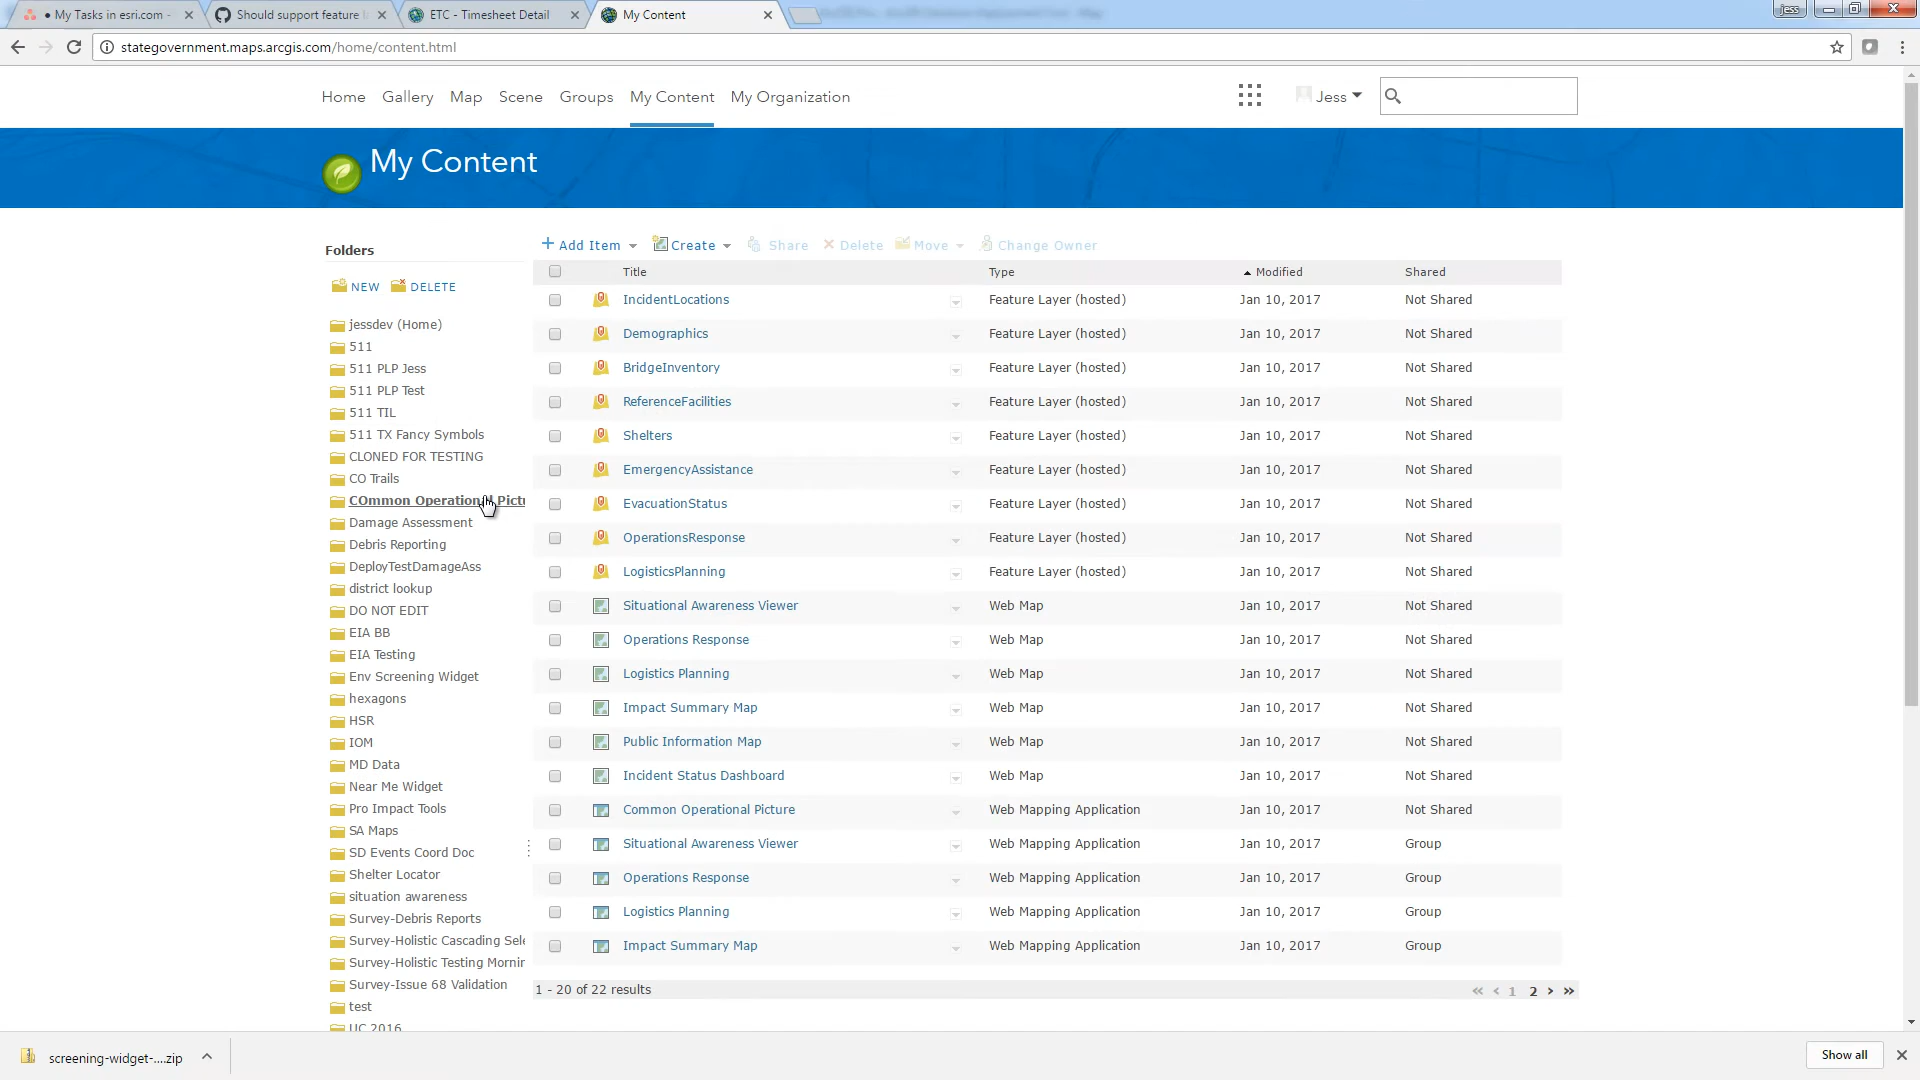 My Tasks in esri.com -
Should support feature b
ETC - Timesheet Detail
My Content
jess
stategovernment.maps.arcgis.com/home/content.html
Home Gallery Map Scene Groups My Content My Organization
Jess
My Content
Folders
NEW DELETE
jessdev (Home)
511
511 PLP Jess
511 PLP Test
511 TIL
511 TX Fancy Symbols
CLONED FOR TESTING
CO Trails
COmmon Operational Pictu
Damage Assessment
Debris Reporting
DeployTestDamageAss
district lookup
DO NOT EDIT
EIA BB
EIA Testing
Env Screening Widget
hexagons
HSR
IOM
MD Data
Near Me Widget
Pro Impact Tools
SA Maps
SD Events Coord Doc
Shelter Locator
situation awareness
Survey-Debris Reports
Survey-Holistic Cascading Sele
Survey-Holistic Testing Mornin
Survey-Issue 68 Validation
test
UC 2016
Add Item Create Share Delete Move Change Owner
Title Type Modified Shared
IncidentLocations Feature Layer (hosted) Jan 10, 2017 Not Shared
Demographics Feature Layer (hosted) Jan 10, 2017 Not Shared
BridgeInventory Feature Layer (hosted) Jan 10, 2017 Not Shared
ReferenceFacilities Feature Layer (hosted) Jan 10, 2017 Not Shared
Shelters Feature Layer (hosted) Jan 10, 2017 Not Shared
EmergencyAssistance Feature Layer (hosted) Jan 10, 2017 Not Shared
EvacuationStatus Feature Layer (hosted) Jan 10, 2017 Not Shared
OperationsResponse Feature Layer (hosted) Jan 10, 2017 Not Shared
LogisticsPlanning Feature Layer (hosted) Jan 10, 2017 Not Shared
Situational Awareness Viewer Web Map Jan 10, 2017 Not Shared
Operations Response Web Map Jan 10, 2017 Not Shared
Logistics Planning Web Map Jan 10, 2017 Not Shared
Impact Summary Map Web Map Jan 10, 2017 Not Shared
Public Information Map Web Map Jan 10, 2017 Not Shared
Incident Status Dashboard Web Map Jan 10, 2017 Not Shared
Common Operational Picture Web Mapping Application Jan 10, 2017 Not Shared
Situational Awareness Viewer Web Mapping Application Jan 10, 2017 Group
Operations Response Web Mapping Application Jan 10, 2017 Group
Logistics Planning Web Mapping Application Jan 10, 2017 Group
Impact Summary Map Web Mapping Application Jan 10, 2017 Group
1 - 20 of 22 results
« ‹ 1 2 › »
screening-widget-....zip
Show all